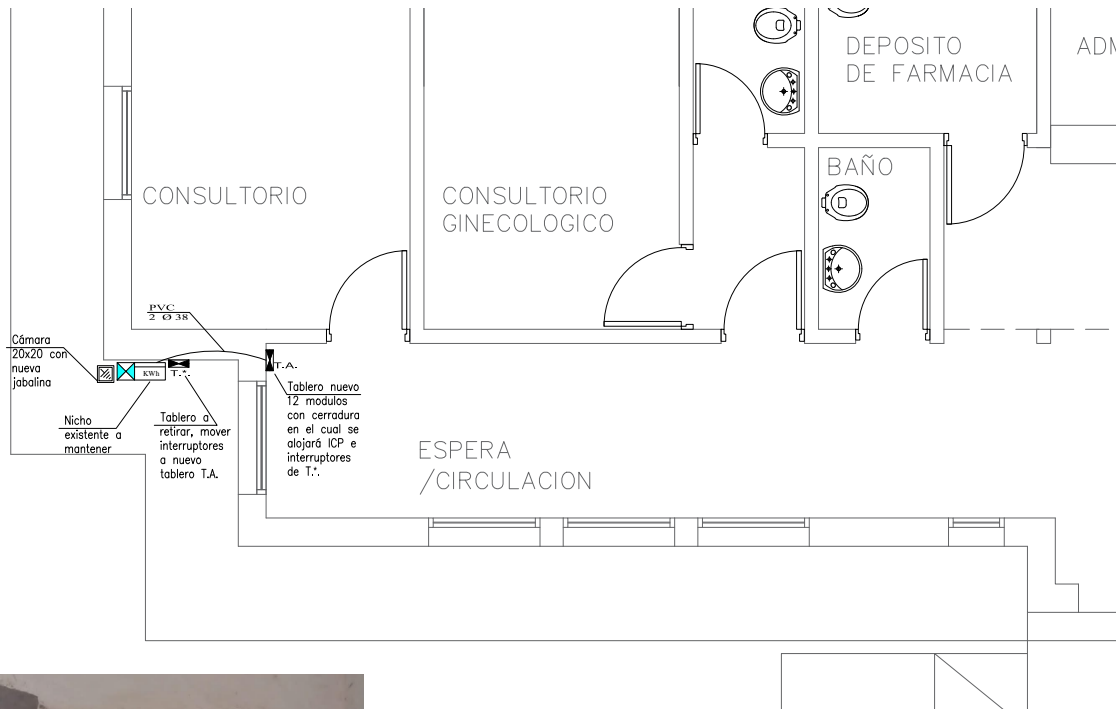 DEPOSITO
DE FARMACIA
ADM
BAÑO
CONSULTORIO
CONSULTORIO
GINECOLOGICO
PVC
2 Ø 38
Cámara
20x20 con
nueva
jabalina
KWh
T.*.
T.A.
Nicho
existente a
mantener
Tablero a
retirar, mover
interruptores
a nuevo
tablero T.A.
Tablero nuevo
12 modulos
con cerradura
en el cual se
alojará ICP e
interruptores
de T.*.
ESPERA
/CIRCULACION